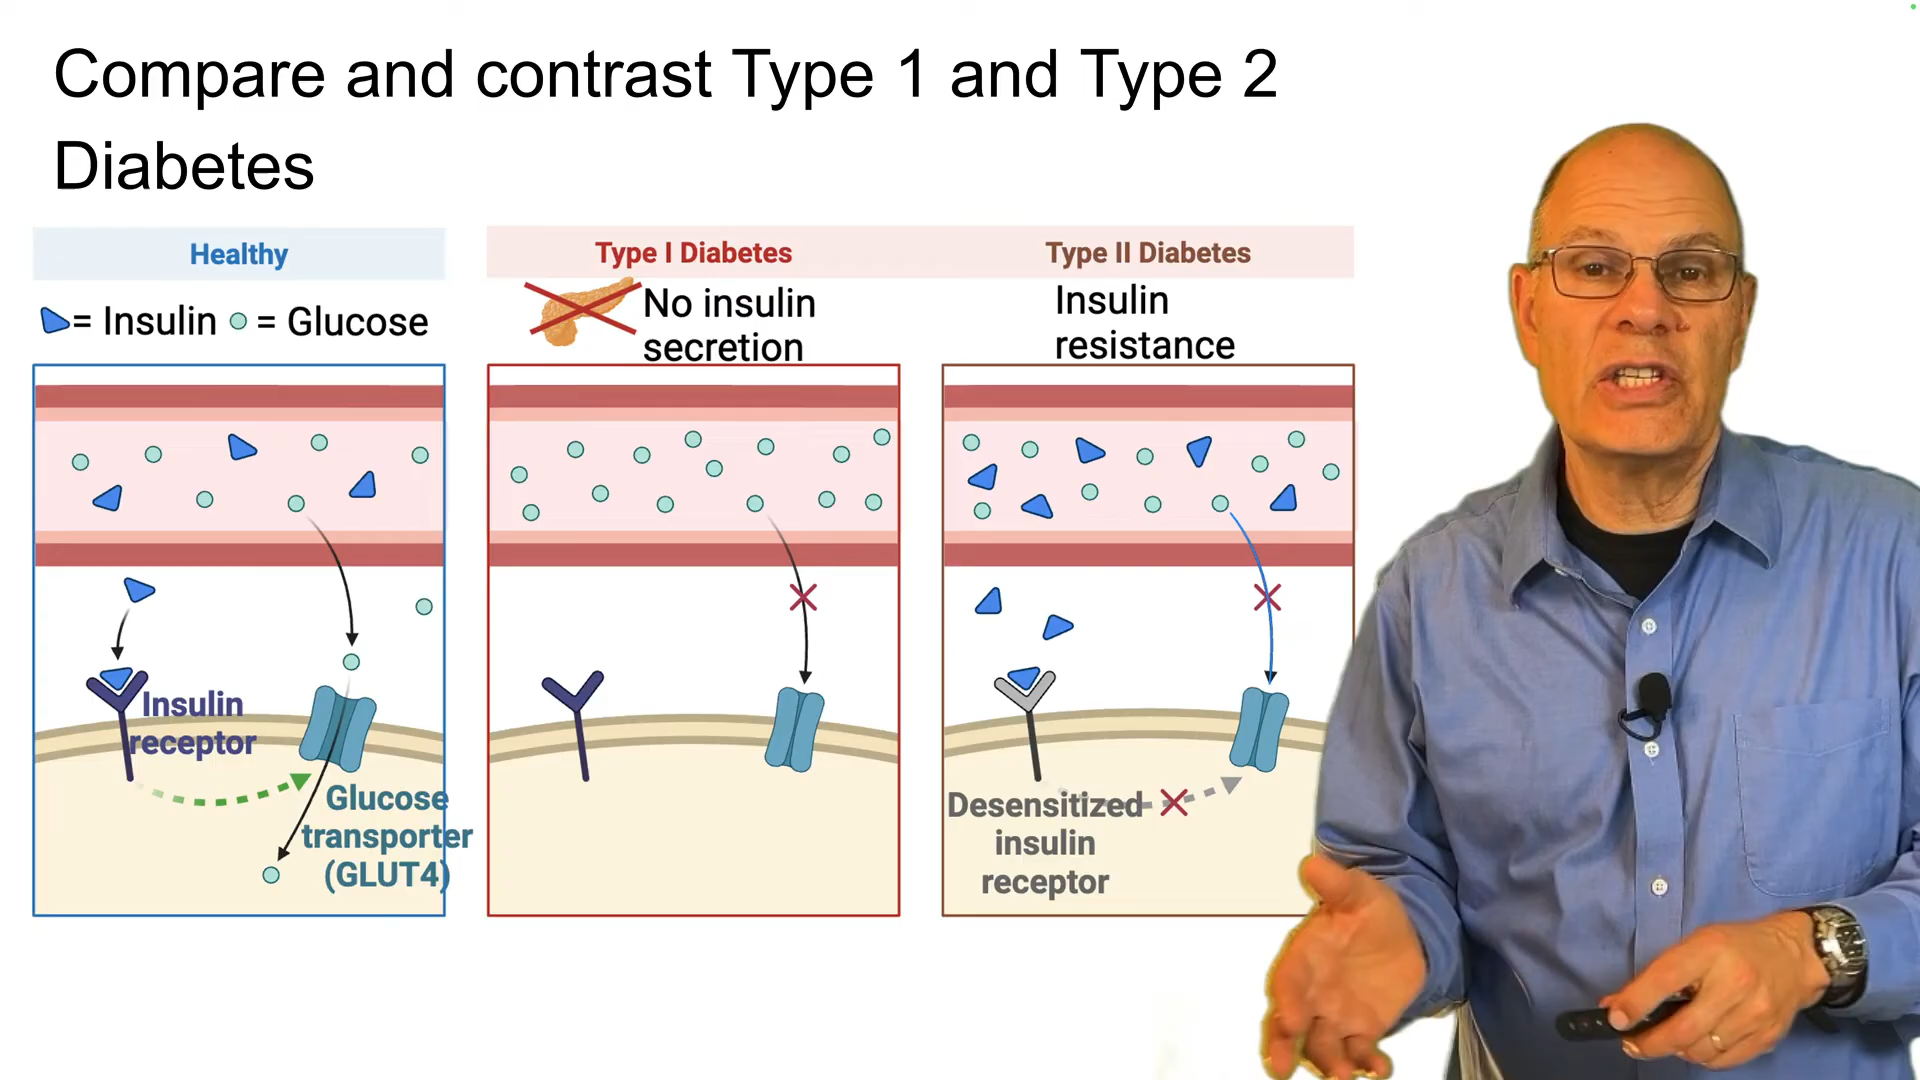 Compare and contrast Type 1 and Type 2
Diabetes
Healthy
= Insulin = Glucose
Insulin
receptor
Glucose
transporter
(GLUT4)
Type I Diabetes
No insulin
secretion
Type II Diabetes
Insulin
resistance
Desensitized
insulin
receptor